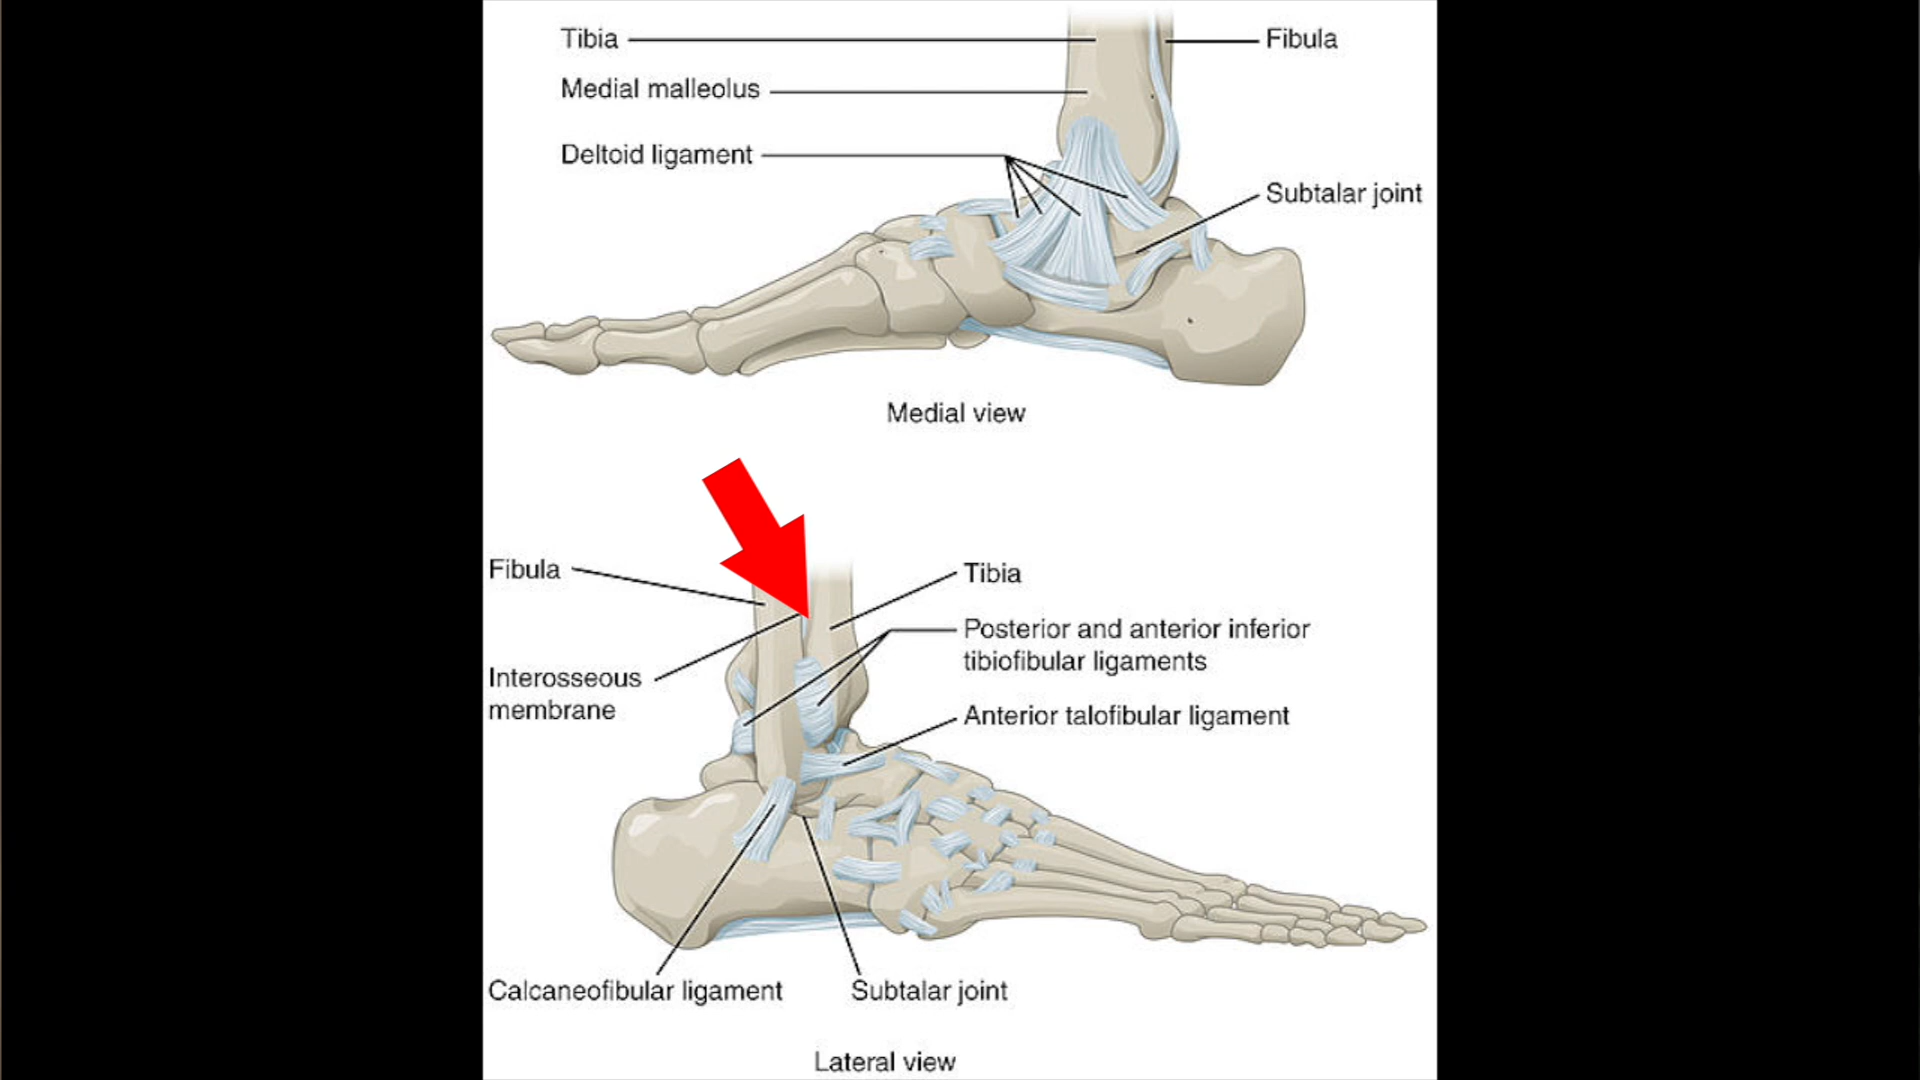 Tibia
Fibula
Medial malleolus
Deltoid ligament
Subtalar joint
Medial view
Fibula
Tibia
Posterior and anterior inferior
tibiofibular ligaments
Interosseous
membrane
Anterior talofibular ligament
Calcaneofibular ligament
Subtalar joint
Lateral view